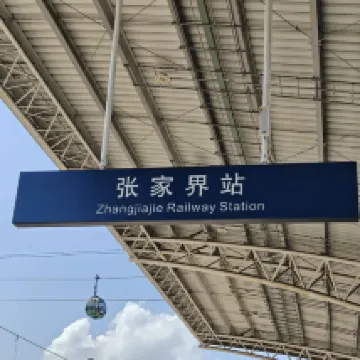 张家界站
Zhangjiajie Railway Station